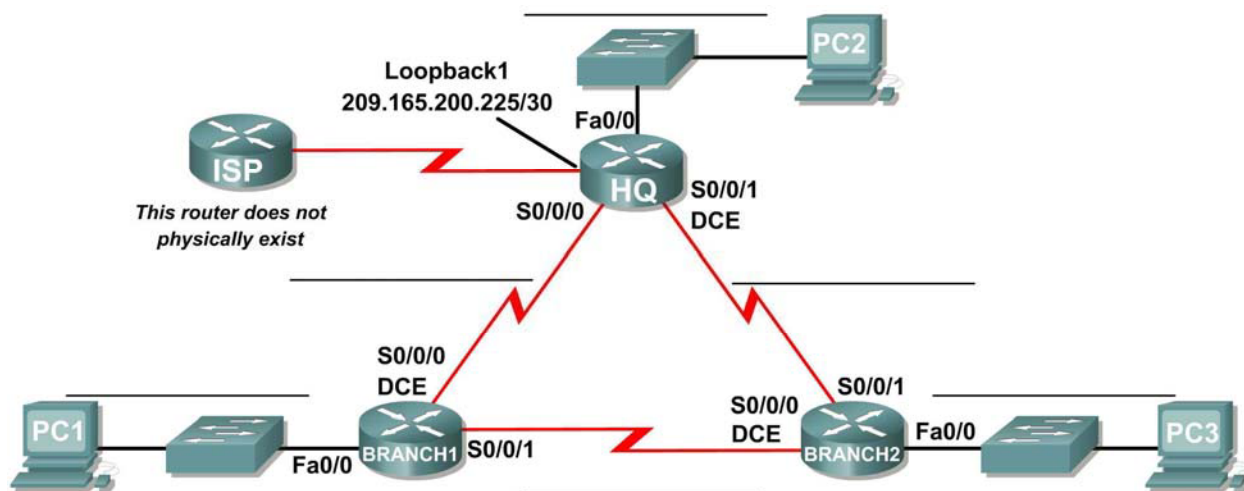 PC2
Loopback1
209.165.200.225/30
Fa0/0
ISP
HQ
This router does not
physically exist
S0/0/0
S0/0/1
DCE
S0/0/0
DCE
S0/0/1
S0/0/0
DCE
PC1
Fa0/0
BRANCH1
S0/0/1
BRANCH2
Fa0/0
PC3